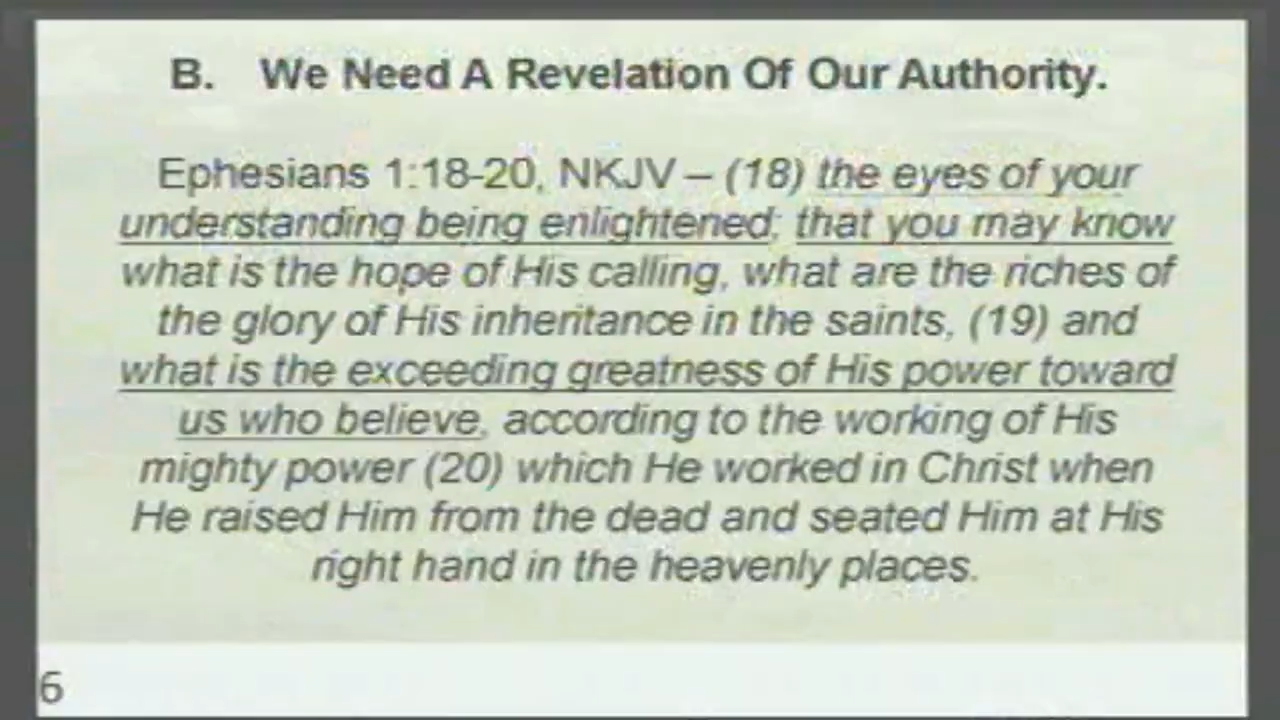 B. We Need A Revelation Of Our Authority.
Ephesians 1:18-20, NKJV – (18) the eyes of your
understanding being enlightened; that you may know
what is the hope of His calling, what are the riches of
the glory of His inheritance in the saints, (19) and
what is the exceeding greatness of His power toward
us who believe, according to the working of His
mighty power (20) which He worked in Christ when
He raised Him from the dead and seated Him at His
right hand in the heavenly places.
6